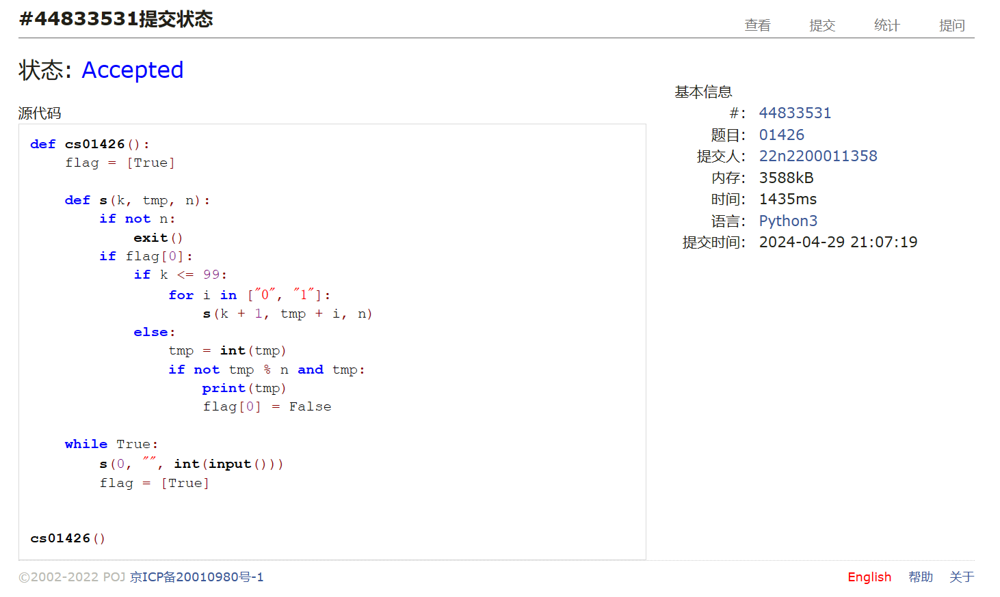 #44833531提交状态
查看 提交 统计 提问
状态: Accepted
源代码
def cs01426():
    flag = [True]

    def s(k, tmp, n):
        if not n:
            exit()
        if flag[0]:
            if k <= 99:
                for i in ["0", "1"]:
                    s(k + 1, tmp + i, n)
            else:
                tmp = int(tmp)
                if not tmp % n and tmp:
                    print(tmp)
                    flag[0] = False

    while True:
        s(0, "", int(input()))
        flag = [True]

cs01426()
基本信息
#: 44833531
题目: 01426
提交人: 22n2200011358
内存: 3588kB
时间: 1435ms
语言: Python3
提交时间: 2024-04-29 21:07:19
©2002-2022 POJ 京ICP备20010980号-1
English 帮助 关于